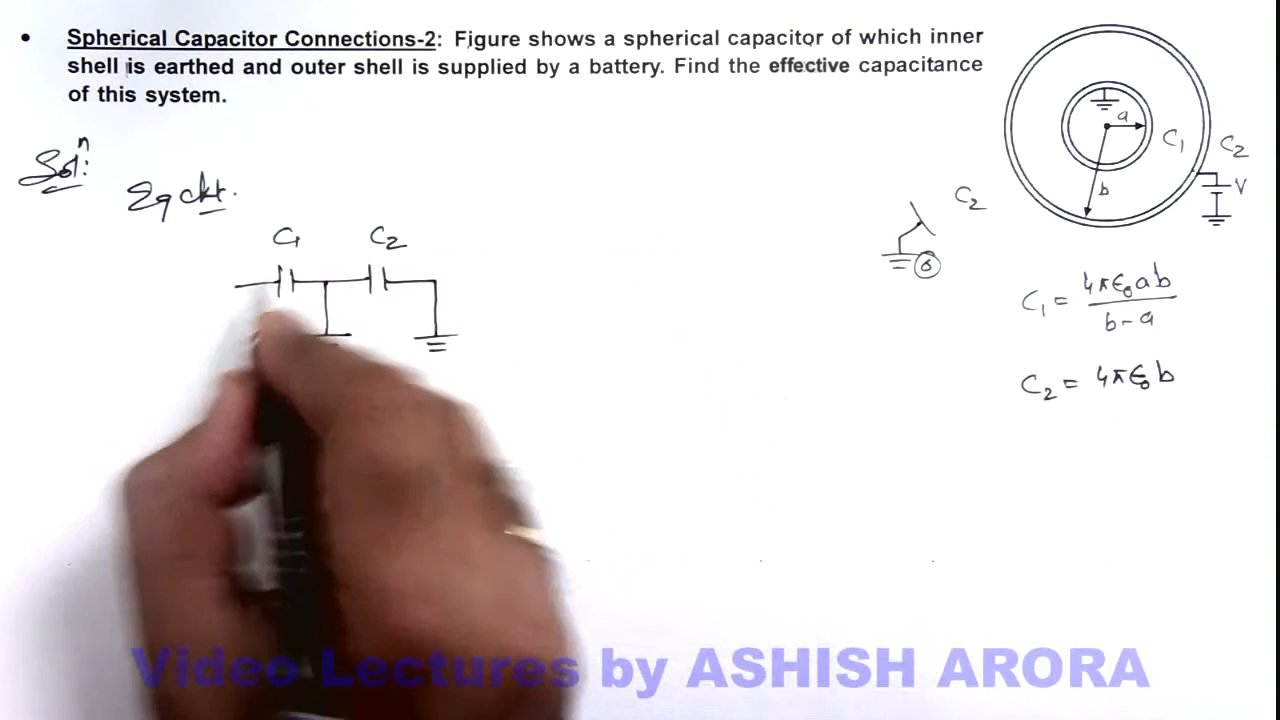 • Spherical Capacitor Connections-2: Figure shows a spherical capacitor of which inner
shell is earthed and outer shell is supplied by a battery. Find the effective capacitance
of this system.
Solⁿ:
Eq ckt.
C₁ C₂
a
b
C₁
C₂
V
C₂
C₁ = 4πε₀ab / b-a
C₂ = 4πε₀b
Video Lectures by ASHISH ARORA